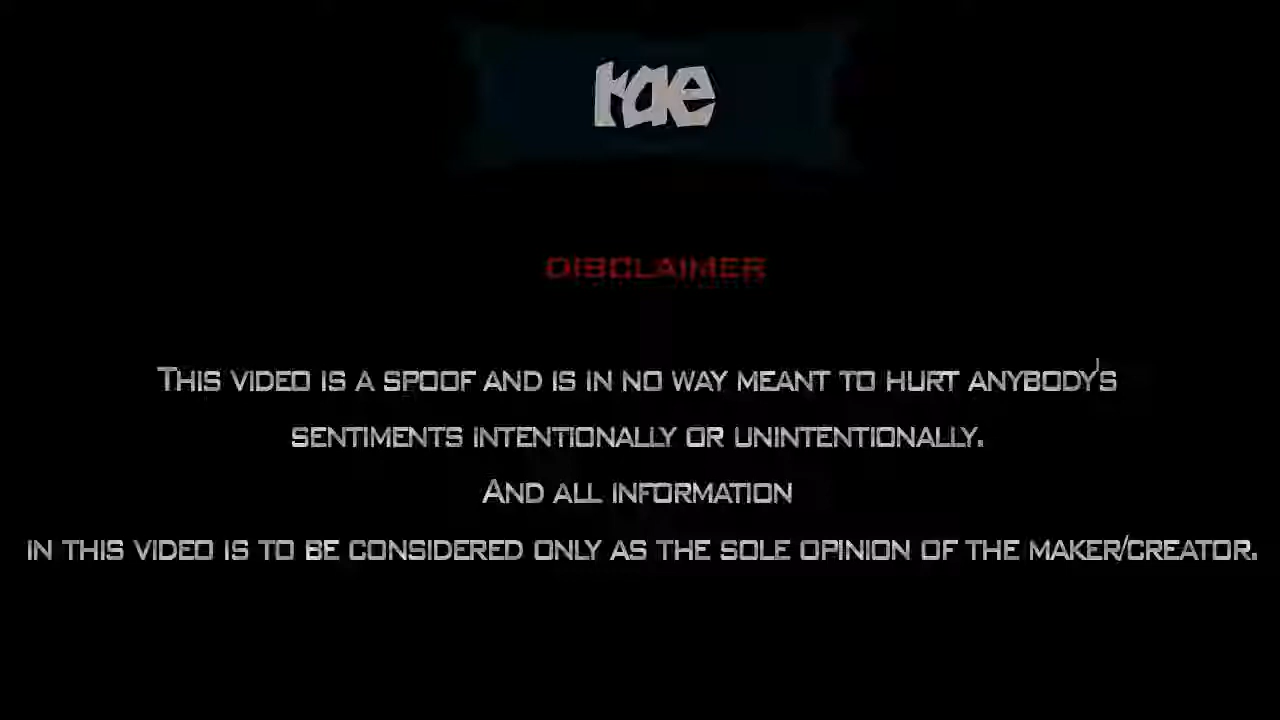 rae
DISCLAIMER
THIS VIDEO IS A SPOOF AND IS IN NO WAY MEANT TO HURT ANYBODY'S
SENTIMENTS INTENTIONALLY OR UNINTENTIONALLY.
AND ALL INFORMATION
IN THIS VIDEO IS TO BE CONSIDERED ONLY AS THE SOLE OPINION OF THE MAKER/CREATOR.